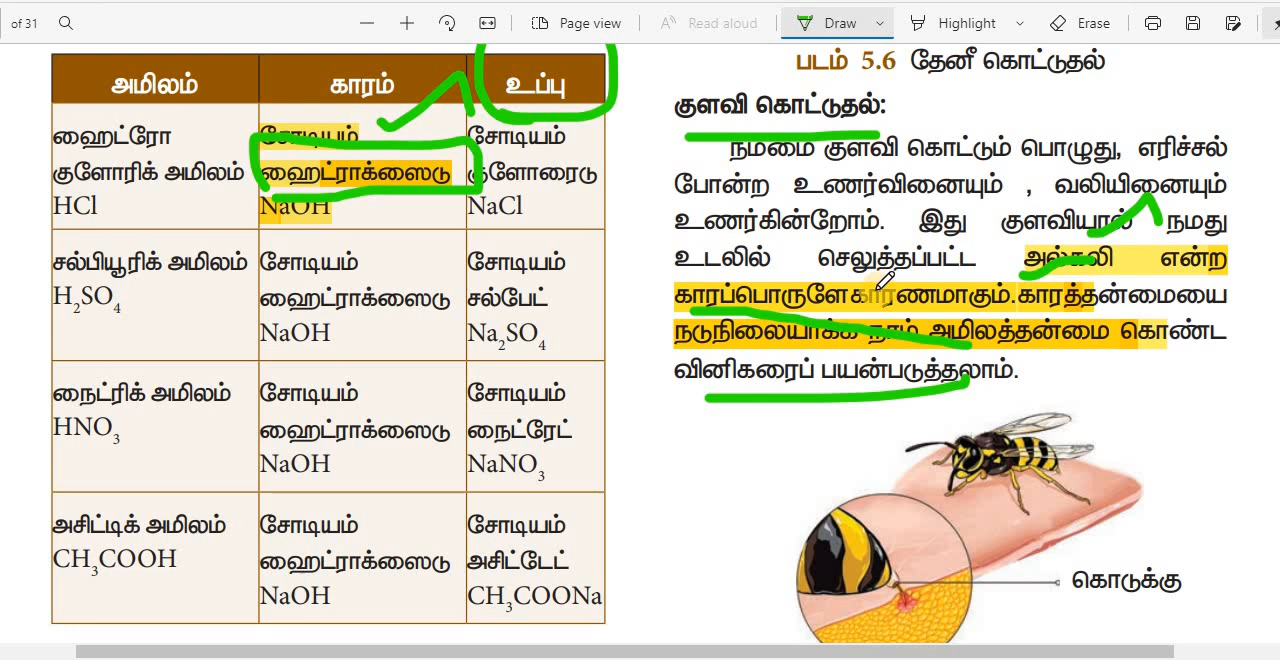 of 31
Page view
Read aloud
Draw
Highlight
Erase
அமிலம் காரம் உப்பு
ஹைட்ரோ சோடியம் சோடியம்
குளோரிக் அமிலம் ஹைட்ராக்ஸைடு குளோரைடு
HCl NaOH NaCl
சல்பியூரிக் அமிலம் சோடியம் சோடியம்
H₂SO₄ ஹைட்ராக்ஸைடு சல்பேட்
NaOH Na₂SO₄
நைட்ரிக் அமிலம் சோடியம் சோடியம்
HNO₃ ஹைட்ராக்ஸைடு நைட்ரேட்
NaOH NaNO₃
அசிட்டிக் அமிலம் சோடியம் சோடியம்
CH₃COOH ஹைட்ராக்ஸைடு அசிட்டேட்
NaOH CH₃COONa
படம் 5.6 தேனீ கொட்டுதல்
குளவி கொட்டுதல்:
நம்மை குளவி கொட்டும் பொழுது, எரிச்சல்
போன்ற உணர்வினையும் , வலியினையும்
உணர்கின்றோம். இது குளவியால் நமது
உடலில் செலுத்தப்பட்ட அல்கலி என்ற
காரப்பொருளே காரணமாகும். காரத்தன்மையை
நடுநிலையாக்க நாம் அமிலத்தன்மை கொண்ட
வினிகரைப் பயன்படுத்தலாம்.
கொடுக்கு